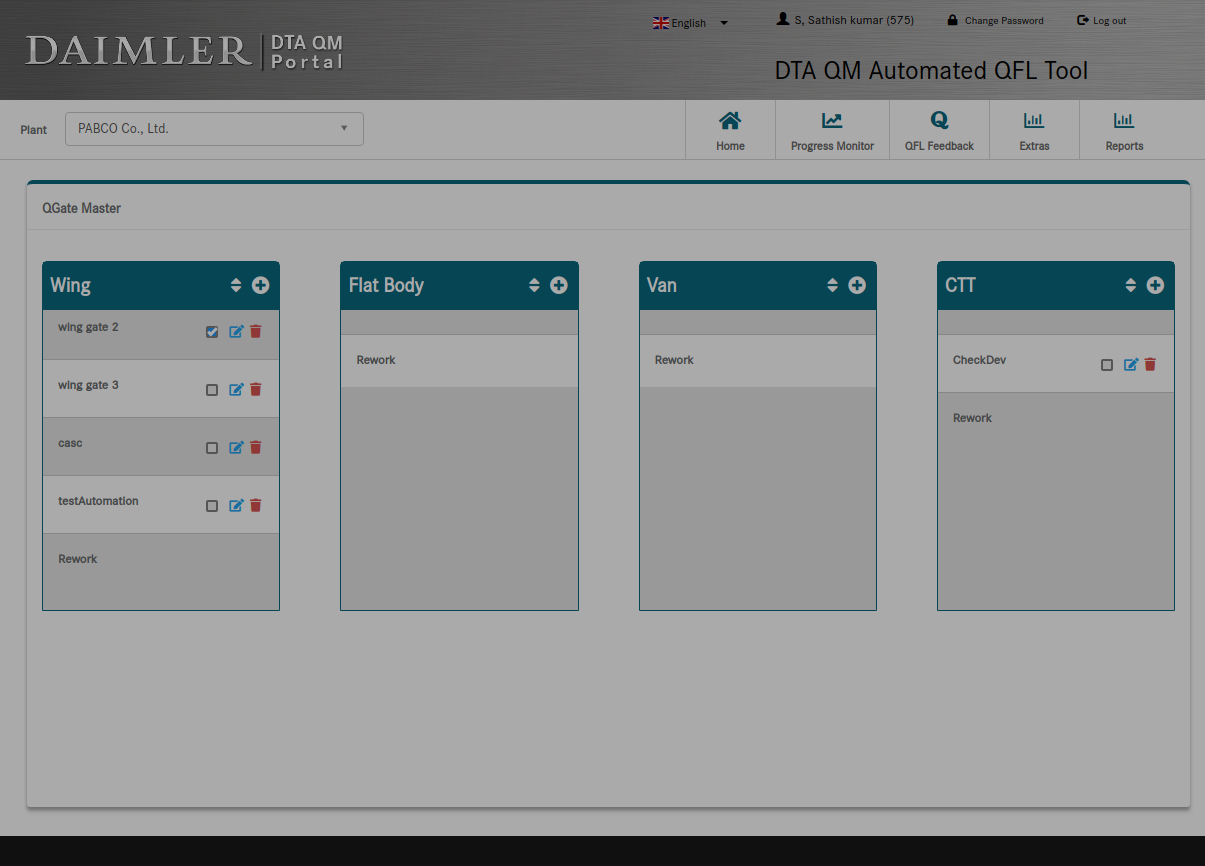 English
S, Sathish kumar (575)
Change Password
Log out
DAIMLER
DTA QM
Portal
DTA QM Automated QFL Tool
Plant
PABCO Co., Ltd.
Home
Progress Monitor
Q
QFL Feedback
Extras
Reports
QGate Master
Wing
wing gate 2
wing gate 3
casc
testAutomation
Rework
Flat Body
Rework
Van
Rework
CTT
CheckDev
Rework